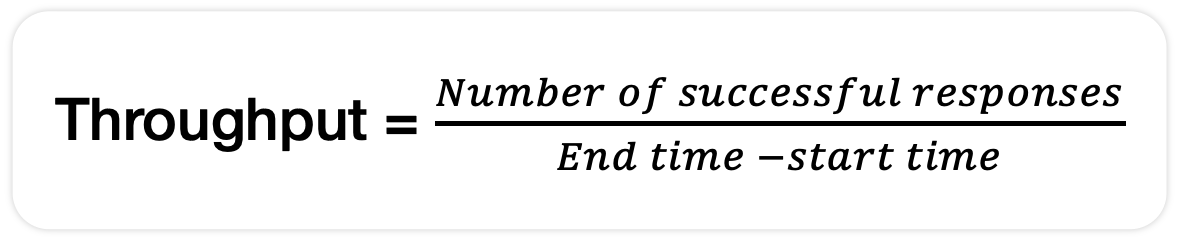 Throughput = Number of successful responses
End time −start time